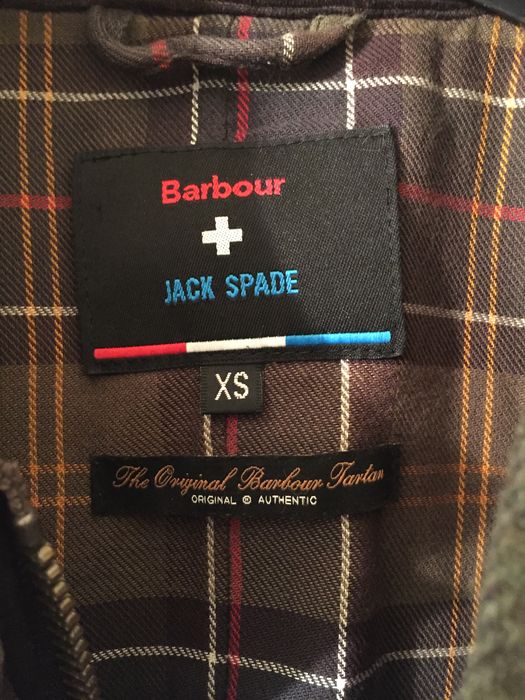 Barbour
+
JACK SPADE
XS
The Original Barbour Tartan
ORIGINAL ® AUTHENTIC